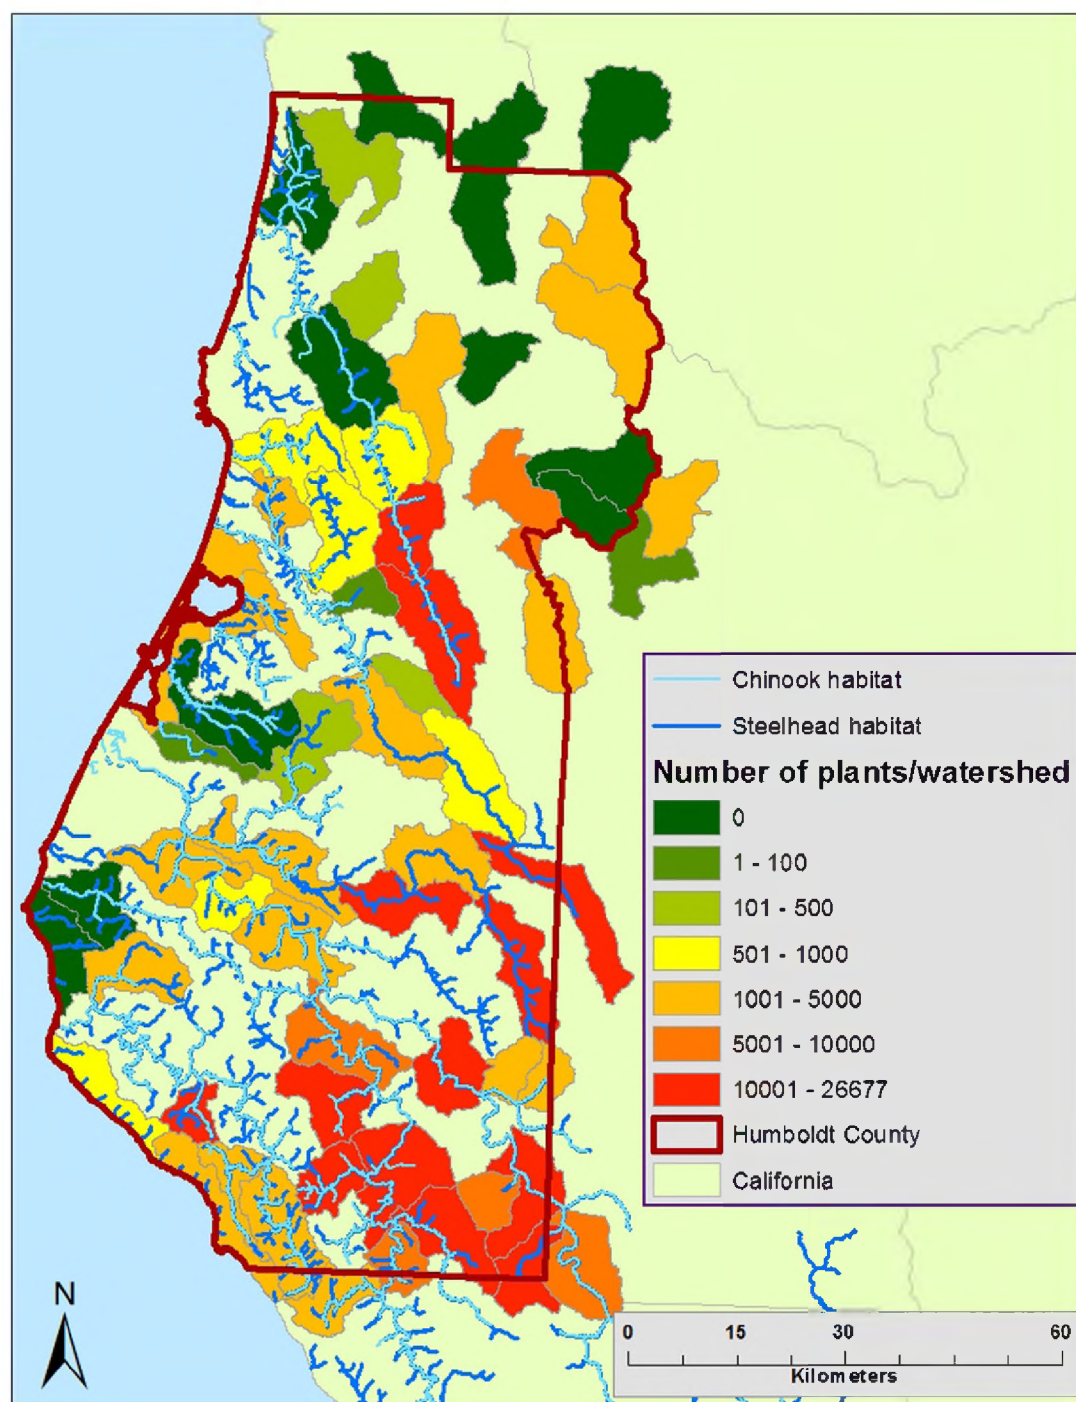 Chinook habitat
Steelhead habitat
Number of plants/watershed
0
1 - 100
101 - 500
501 - 1000
1001 - 5000
5001 - 10000
10001 - 26677
Humboldt County
California
N
0 15 30 60
Kilometers